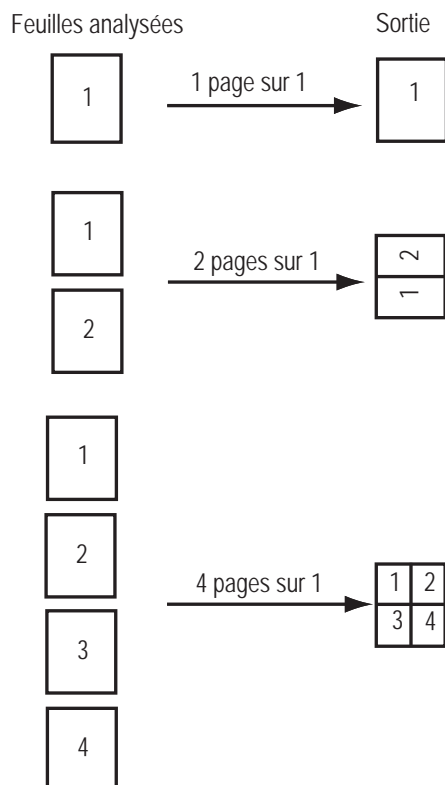 Feuilles analysées Sortie
1 1 page sur 1 1
1
2
2 pages sur 1
2
1
1
2
3
4
4 pages sur 1
1 2
3 4